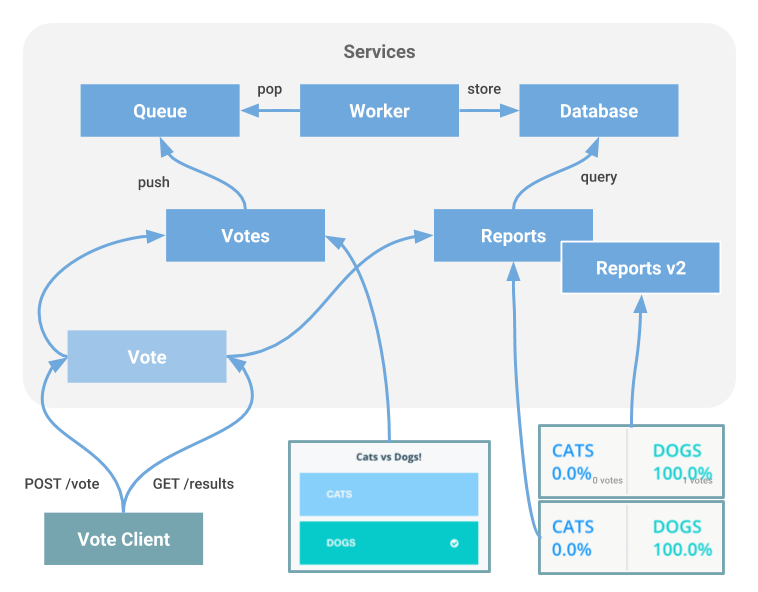 Services
pop
store
Queue
Worker
Database
push
query
Votes
Reports
Reports v2
Vote
POST /vote
GET /results
Vote Client
Cats vs Dogs!
CATS
DOGS
CATS
DOGS
0.0%
0 votes
100.0%
1 votes
CATS
DOGS
0.0%
100.0%